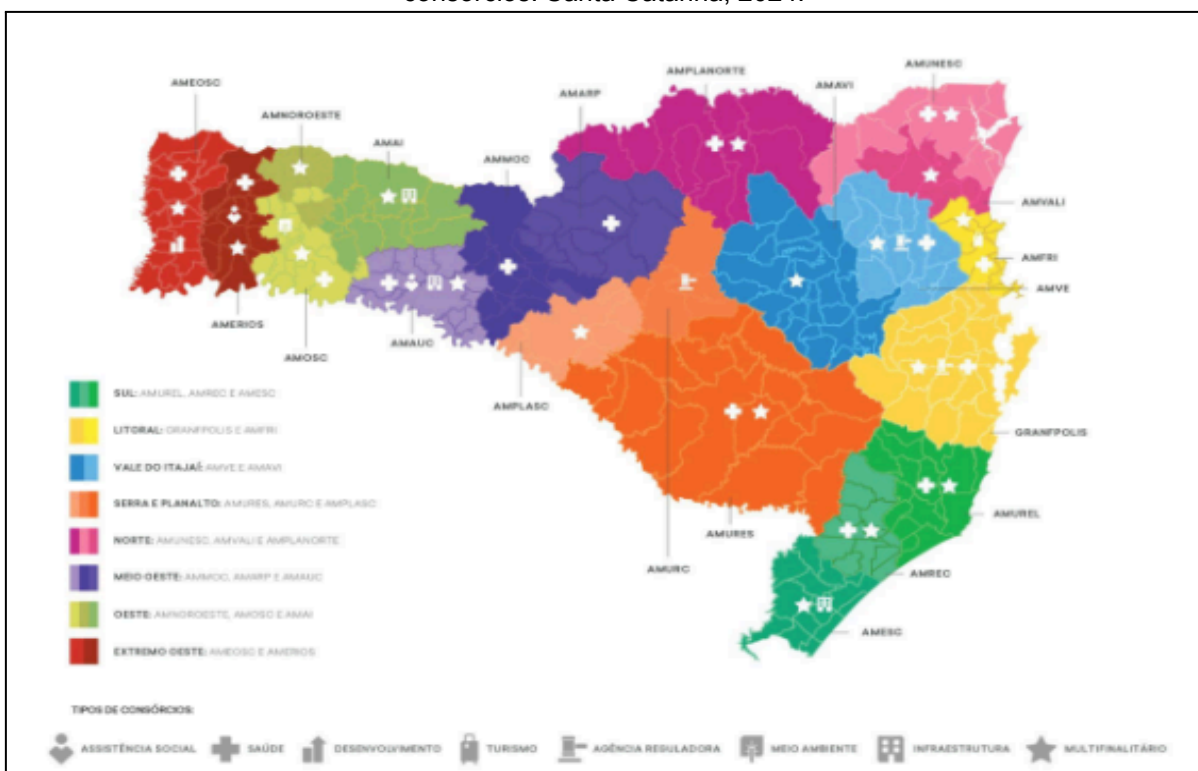 AMUNESC
AMPLANORTE
AMAVI
AMEOSC
AMARP
AMNOROESTE
AMAI
AMMOC
AMVALI
AMFRI
AMVE
AMERIOS
AMAUC
AMOSC
AMPLASC
GRANFPOLIS
AMUREL
AMURES
AMURC
AMREC
AMESC
SUL: AMUREL, AMREC E AMESC
LITORAL: GRANFPOLIS E AMFRI
VALE DO ITAJAÍ: AMVE E AMAVI
SERRA E PLANALTO: AMURES, AMURC E AMPLASC
NORTE: AMUNESC, AMVALI E AMPLANORTE
MEIO OESTE: AMMOC, AMARP E AMAUC
OESTE: AMNOROESTE, AMOSC E AMAI
EXTREMO OESTE: AMEOSC E AMERIOS
TIPOS DE CONSÓRCIOS:
ASSISTÊNCIA SOCIAL SAÚDE DESENVOLVIMENTO TURISMO AGÊNCIA REGULADORA MEIO AMBIENTE INFRAESTRUTURA MULTIFINALITÁRIO